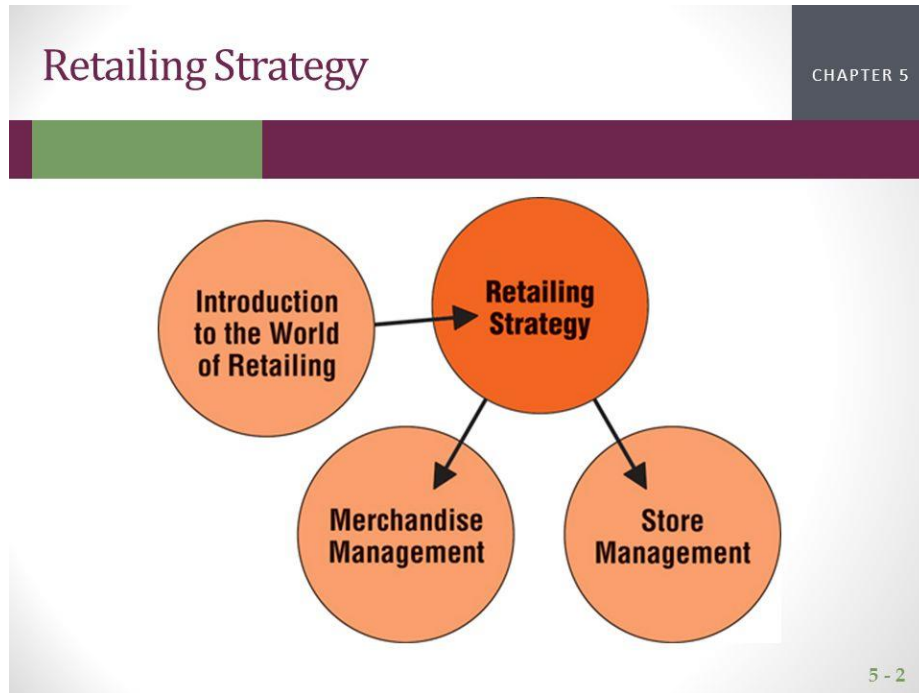 Retailing Strategy
CHAPTER 5
Introduction
to the World
of Retailing
Retailing
Strategy
Merchandise
Management
Store
Management
5 - 2